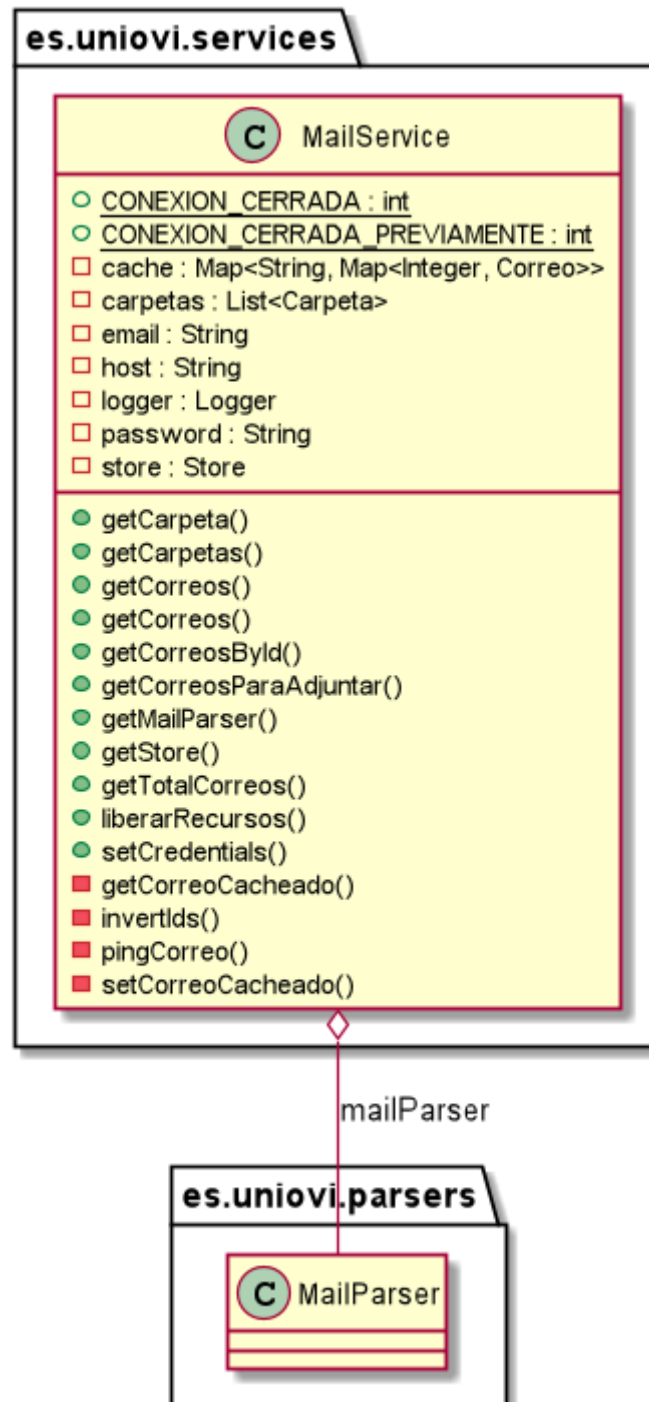 es.uniovi.services
C MailService
CONEXION_CERRADA : int
CONEXION_CERRADA_PREVIAMENTE : int
cache : Map<String, Map<Integer, Correo>>
carpetas : List<Carpeta>
email : String
host : String
logger : Logger
password : String
store : Store
getCarpeta()
getCarpetas()
getCorreos()
getCorreos()
getCorreosById()
getCorreosParaAdjuntar()
getMailParser()
getStore()
getTotalCorreos()
liberarRecursos()
setCredentials()
getCorreoCacheado()
invertIds()
pingCorreo()
setCorreoCacheado()
mailParser
es.uniovi.parsers
C MailParser